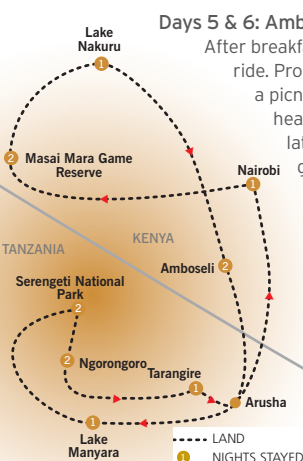 Days 5 & 6: Amb
After breakf
ride. Pro
a picn
hea
lat
g
Lake
Nakuru
1
2
Masai Mara Game
Reserve
Nairobi
1
TANZANIA
KENYA
Amboseli
2
Serengeti National
Park
2
2
Ngorongoro
Tarangire
1
Arusha
1
Lake
Manyara
LAND
1 NIGHTS STAYED